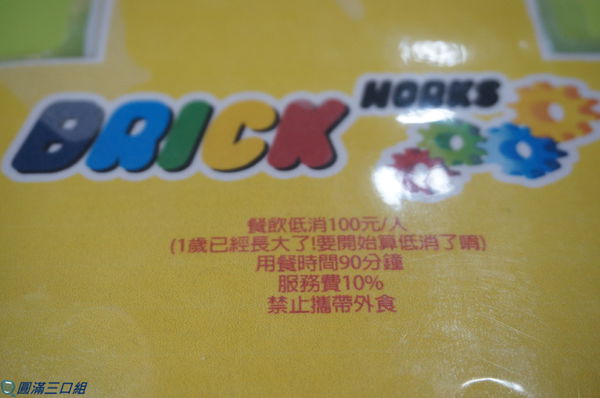 BRICK WORKS
餐飲低消100元/人
(1歲已經長大了!要開始算低消了唷)
用餐時間90分鐘
服務費10%
禁止攜帶外食
圓滿三口組